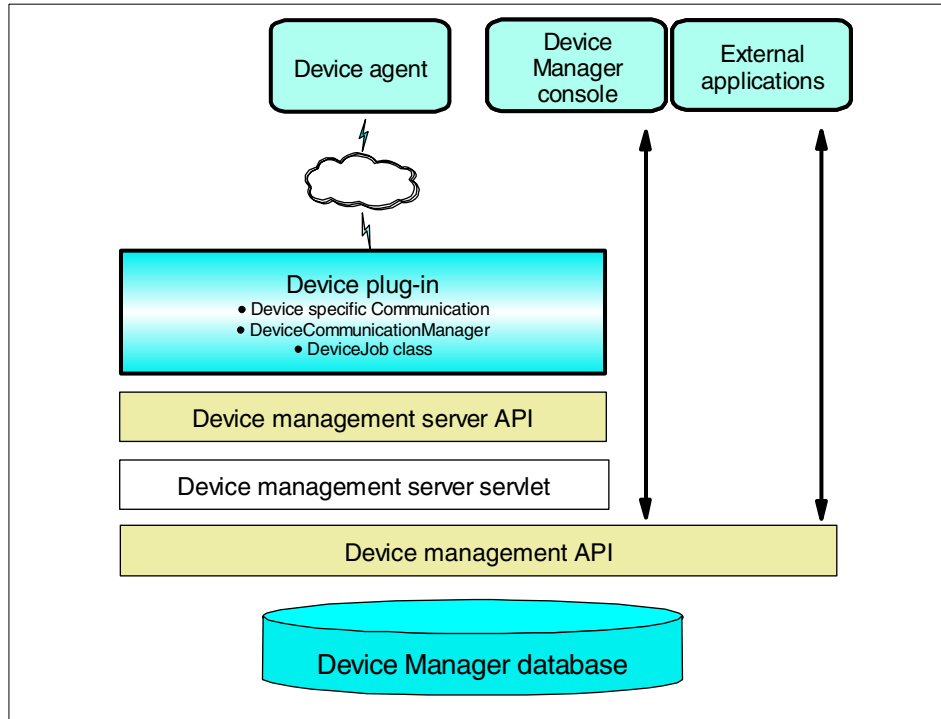 Device agent
Device
Manager
console
External
applications
Device plug-in
• Device specific Communication
• DeviceCommunicationManager
• DeviceJob class
Device management server API
Device management server servlet
Device management API
Device Manager database